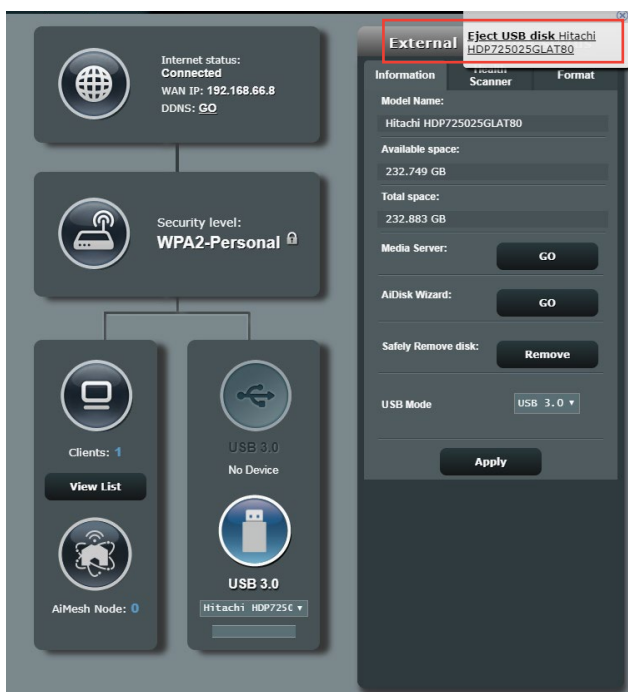 Internet status:
Connected
WAN IP: 192.168.66.8
DDNS: GO
Security level:
WPA2-Personal
Clients: 1
View List
AiMesh Node: 0
USB 3.0
No Device
USB 3.0
Hitachi HDP725C
External
Eject USB disk Hitachi
HDP725025GLAT80
Information
Health
Scanner
Format
Model Name:
Hitachi HDP725025GLAT80
Available space:
232.749 GB
Total space:
232.883 GB
Media Server:
GO
AiDisk Wizard:
GO
Safely Remove disk:
Remove
USB Mode
USB 3.0
Apply